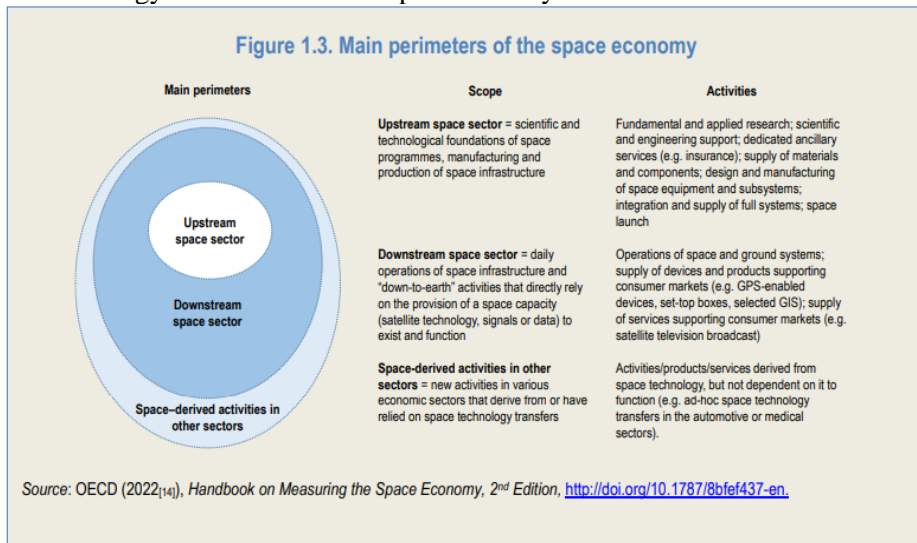 Figure 1.3. Main perimeters of the space economy
Main perimeters
Scope
Activities
Upstream
space sector
Downstream
space sector
Space–derived activities in
other sectors
Upstream space sector = scientific and
technological foundations of space
programmes, manufacturing and
production of space infrastructure
Fundamental and applied research; scientific
and engineering support; dedicated ancillary
services (e.g. insurance); supply of materials
and components; design and manufacturing
of space equipment and subsystems;
integration and supply of full systems; space
launch
Downstream space sector = daily
operations of space infrastructure and
“down-to-earth” activities that directly rely
on the provision of a space capacity
(satellite technology, signals or data) to
exist and function
Operations of space and ground systems;
supply of devices and products supporting
consumer markets (e.g. GPS-enabled
devices, set-top boxes, selected GIS); supply
of services supporting consumer markets (e.g.
satellite television broadcast)
Space-derived activities in other
sectors = new activities in various
economic sectors that derive from or have
relied on space technology transfers
Activities/products/services derived from
space technology, but not dependent on it to
function (e.g. ad-hoc space technology
transfers in the automotive or medical
sectors).
Source: OECD (2022[14]), Handbook on Measuring the Space Economy, 2nd Edition, http://doi.org/10.1787/8bfef437-en.